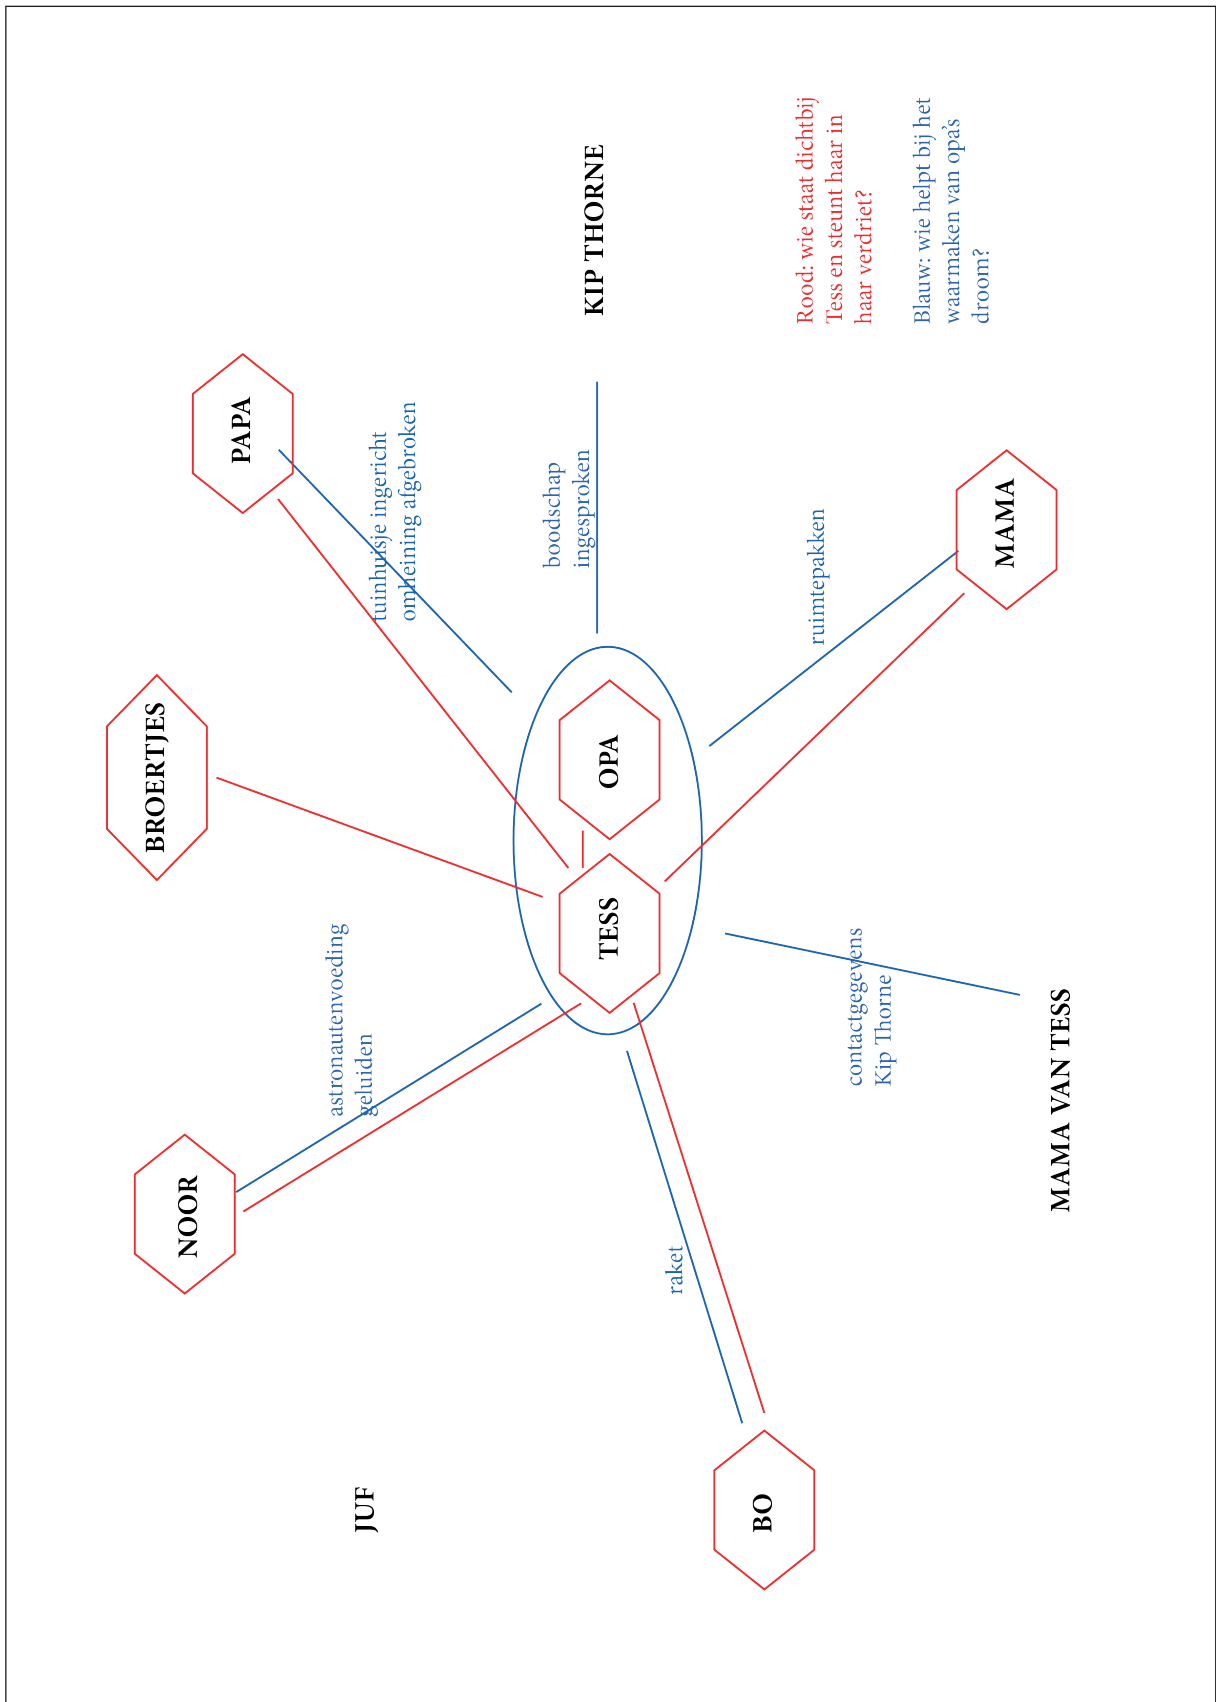 BROERTJES
NOOR
PAPA
astronautenvoeding
geluiden
tuinhuisje ingericht
omheining afgebroken
JUF
boodschap
ingesproken
KIP THORNE
TESS
OPA
raket
BO
ruimtepakken
contactgegevens
Kip Thorne
MAMA
MAMA VAN TESS
Rood: wie staat dichtbij
Tess en steunt haar in
haar verdriet?
Blauw: wie helpt bij het
waarmaken van opa’s
droom?